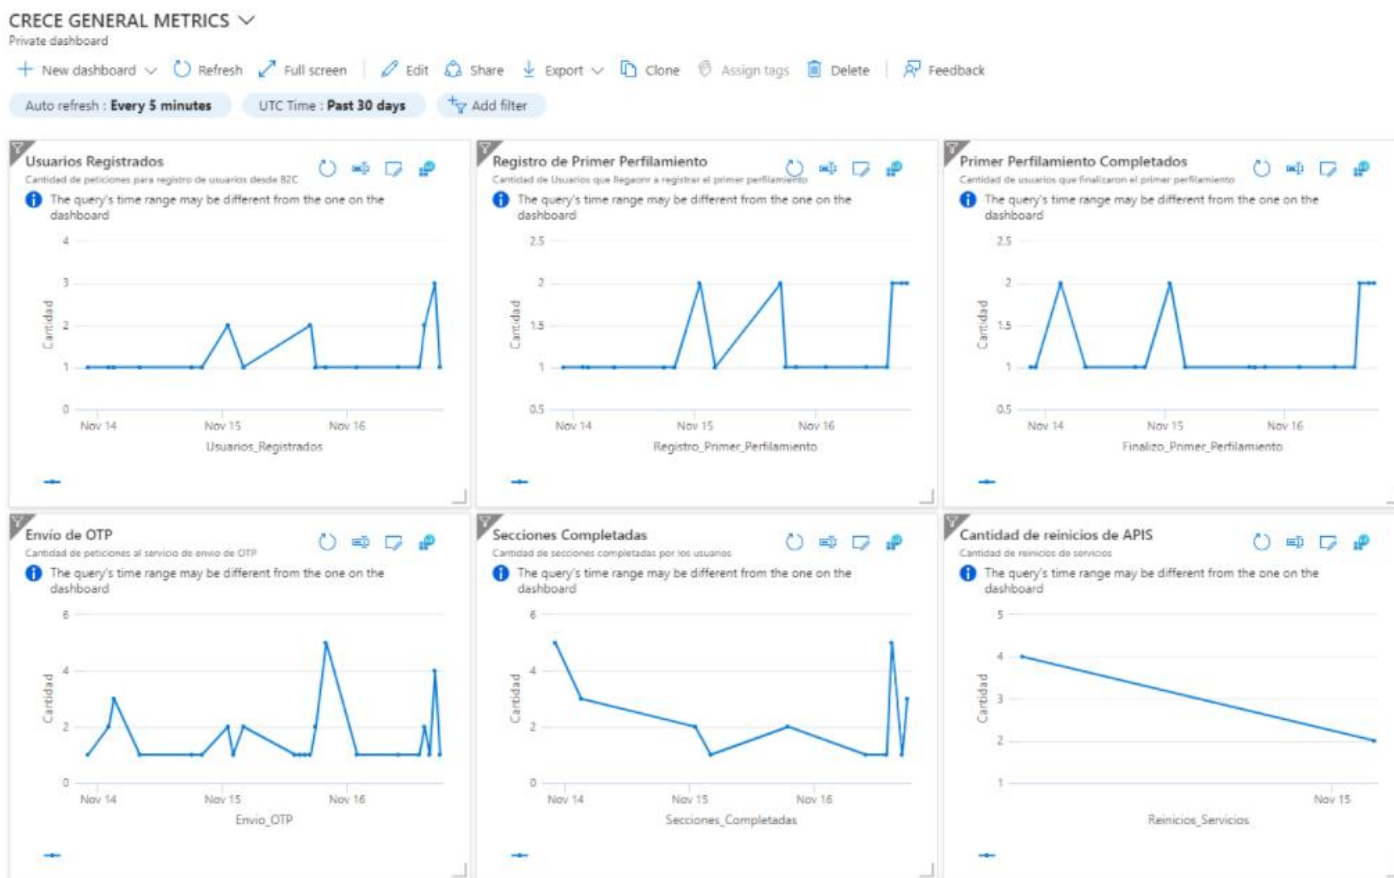 CRECE GENERAL METRICS
Private dashboard
New dashboard Refresh Full screen Edit Share Export Clone Assign tags Delete Feedback
Auto refresh : Every 5 minutes UTC Time : Past 30 days Add filter
Usuarios Registrados
Cantidad de peticiones para registro de usuarios desde B2C
The query's time range may be different from the one on the
dashboard
4
3
2
1
0
Cantidad
Nov 14 Nov 15 Nov 16
Usuarios_Registrados
Registro de Primer Perfilamiento
Cantidad de Usuarios que llegaonr a registrar el primer perfilamiento
The query's time range may be different from the one on the
dashboard
2.5
2
1.5
1
0.5
Cantidad
Nov 14 Nov 15 Nov 16
Registro_Primer_Perfilamiento
Primer Perfilamiento Completados
Cantidad de usuarios que finalizaron el primer perfilamiento
The query's time range may be different from the one on the
dashboard
2.5
2
1.5
1
0.5
Cantidad
Nov 14 Nov 15 Nov 16
Finalizo_Primer_Perfilamiento
Envío de OTP
Cantidad de peticiones al servicio de envio de OTP
The query's time range may be different from the one on the
dashboard
6
4
2
0
Cantidad
Nov 14 Nov 15 Nov 16
Envio_OTP
Secciones Completadas
Cantidad de secciones completadas por los usuarios
The query's time range may be different from the one on the
dashboard
6
4
2
0
Cantidad
Nov 14 Nov 15 Nov 16
Secciones_Completadas
Cantidad de reinicios de APIS
Cantidad de reinicios de servicios
The query's time range may be different from the one on the
dashboard
5
4
3
2
1
Cantidad
Nov 15
Reinicios_Servicios